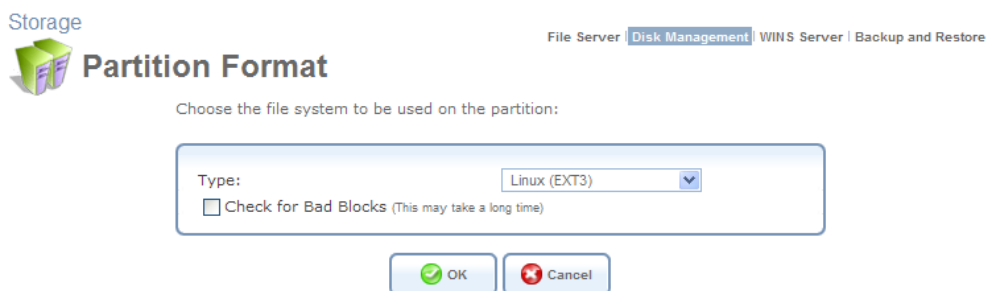 Storage
File Server | Disk Management | WINS Server | Backup and Restore
Partition Format
Choose the file system to be used on the partition:
Type: Linux (EXT3)
Check for Bad Blocks (This may take a long time)
OK Cancel